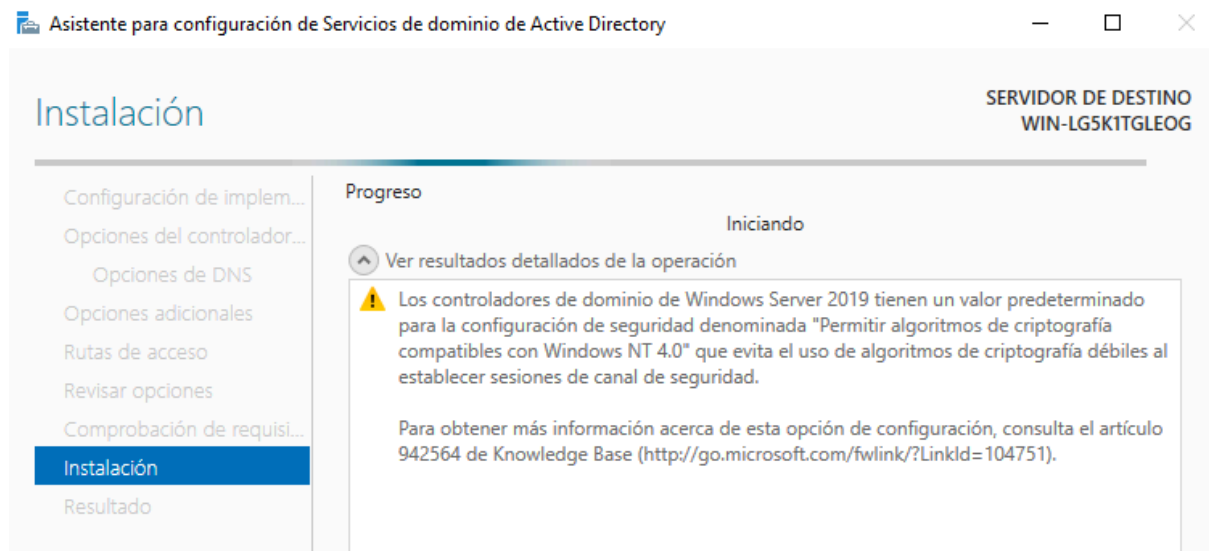 Asistente para configuración de Servicios de dominio de Active Directory
Instalación
SERVIDOR DE DESTINO
WIN-LG5K1TGLEOG
Configuración de implem...
Opciones del controlador...
Opciones de DNS
Opciones adicionales
Rutas de acceso
Revisar opciones
Comprobación de requisi...
Instalación
Resultado
Progreso
Iniciando
Ver resultados detallados de la operación
Los controladores de dominio de Windows Server 2019 tienen un valor predeterminado
para la configuración de seguridad denominada "Permitir algoritmos de criptografía
compatibles con Windows NT 4.0" que evita el uso de algoritmos de criptografía débiles al
establecer sesiones de canal de seguridad.
Para obtener más información acerca de esta opción de configuración, consulta el artículo
942564 de Knowledge Base (http://go.microsoft.com/fwlink/?LinkId=104751).